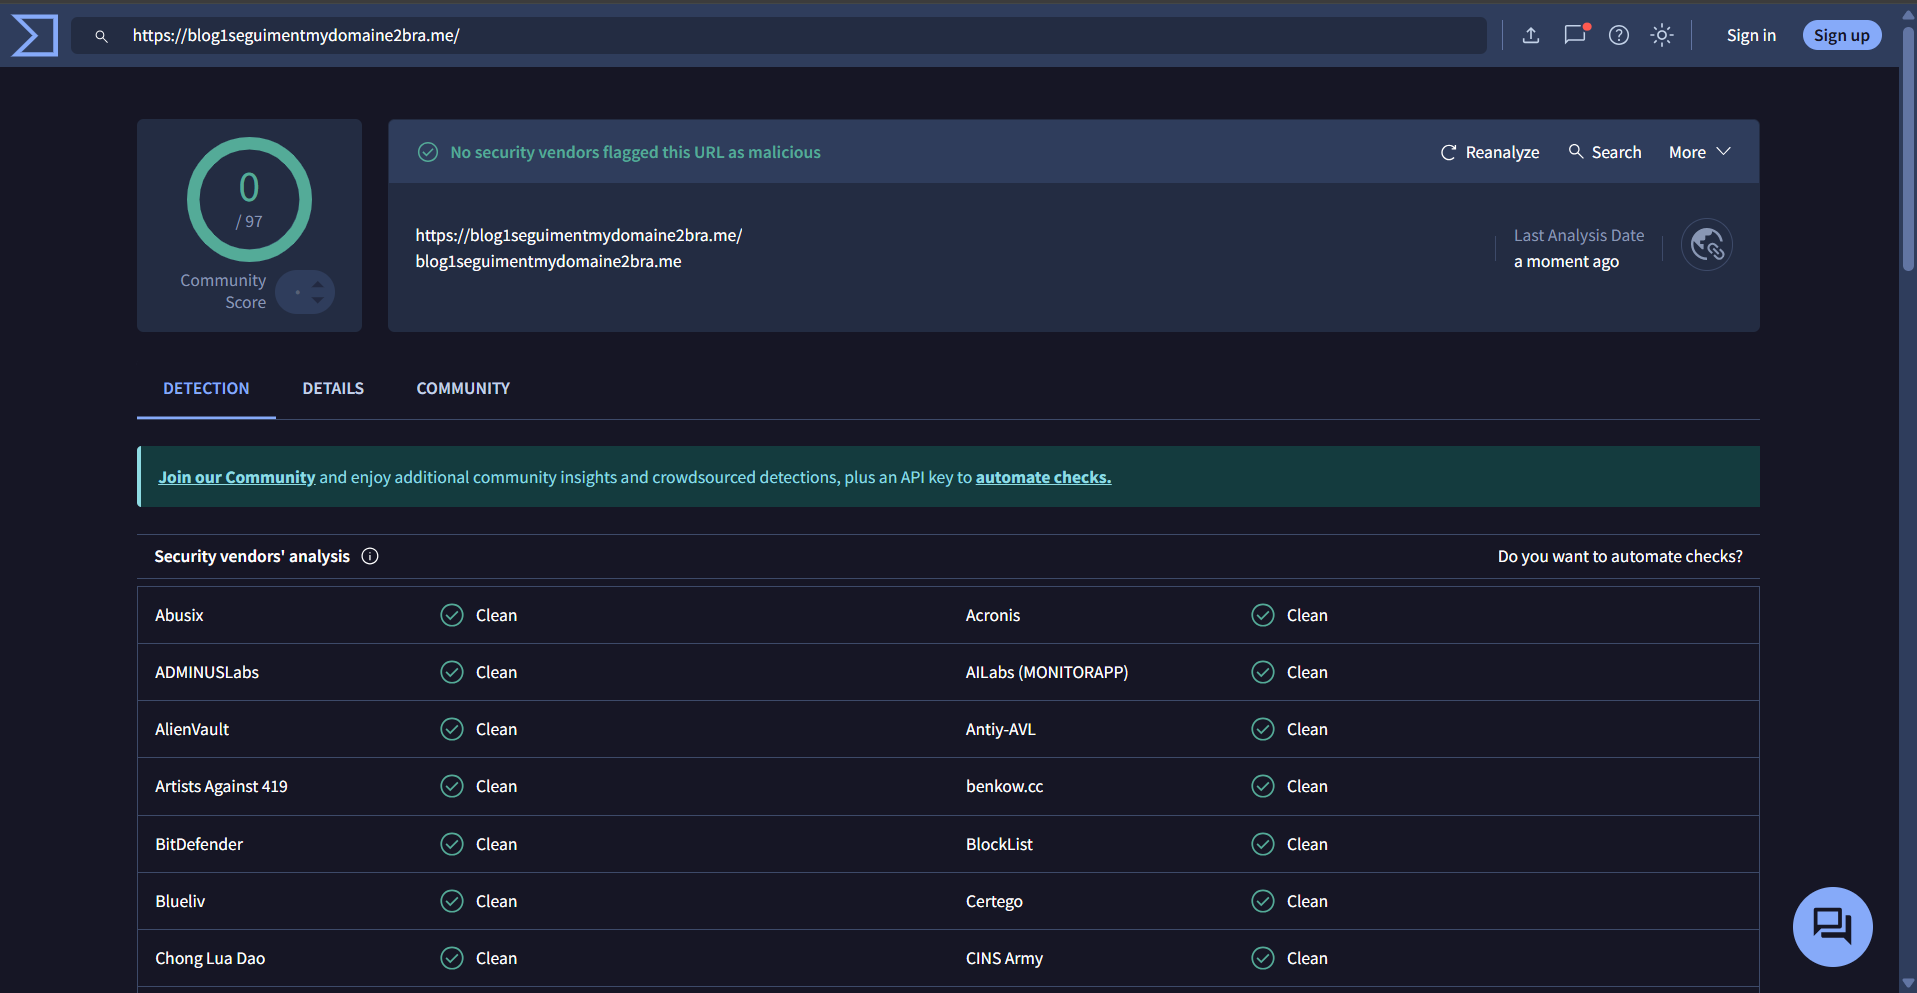 https://blog1seguimentmydomaine2bra.me/
Sign in
Sign up
0
/ 97
Community
Score
No security vendors flagged this URL as malicious
Reanalyze
Search
More
https://blog1seguimentmydomaine2bra.me/
blog1seguimentmydomaine2bra.me
Last Analysis Date
a moment ago
DETECTION
DETAILS
COMMUNITY
Join our Community and enjoy additional community insights and crowdsourced detections, plus an API key to automate checks.
Security vendors' analysis
Do you want to automate checks?
Abusix Clean Acronis Clean
ADMINUSLabs Clean AILabs (MONITORAPP) Clean
AlienVault Clean Antiy-AVL Clean
Artists Against 419 Clean benkow.cc Clean
BitDefender Clean BlockList Clean
Blueliv Clean Certego Clean
Chong Lua Dao Clean CINS Army Clean